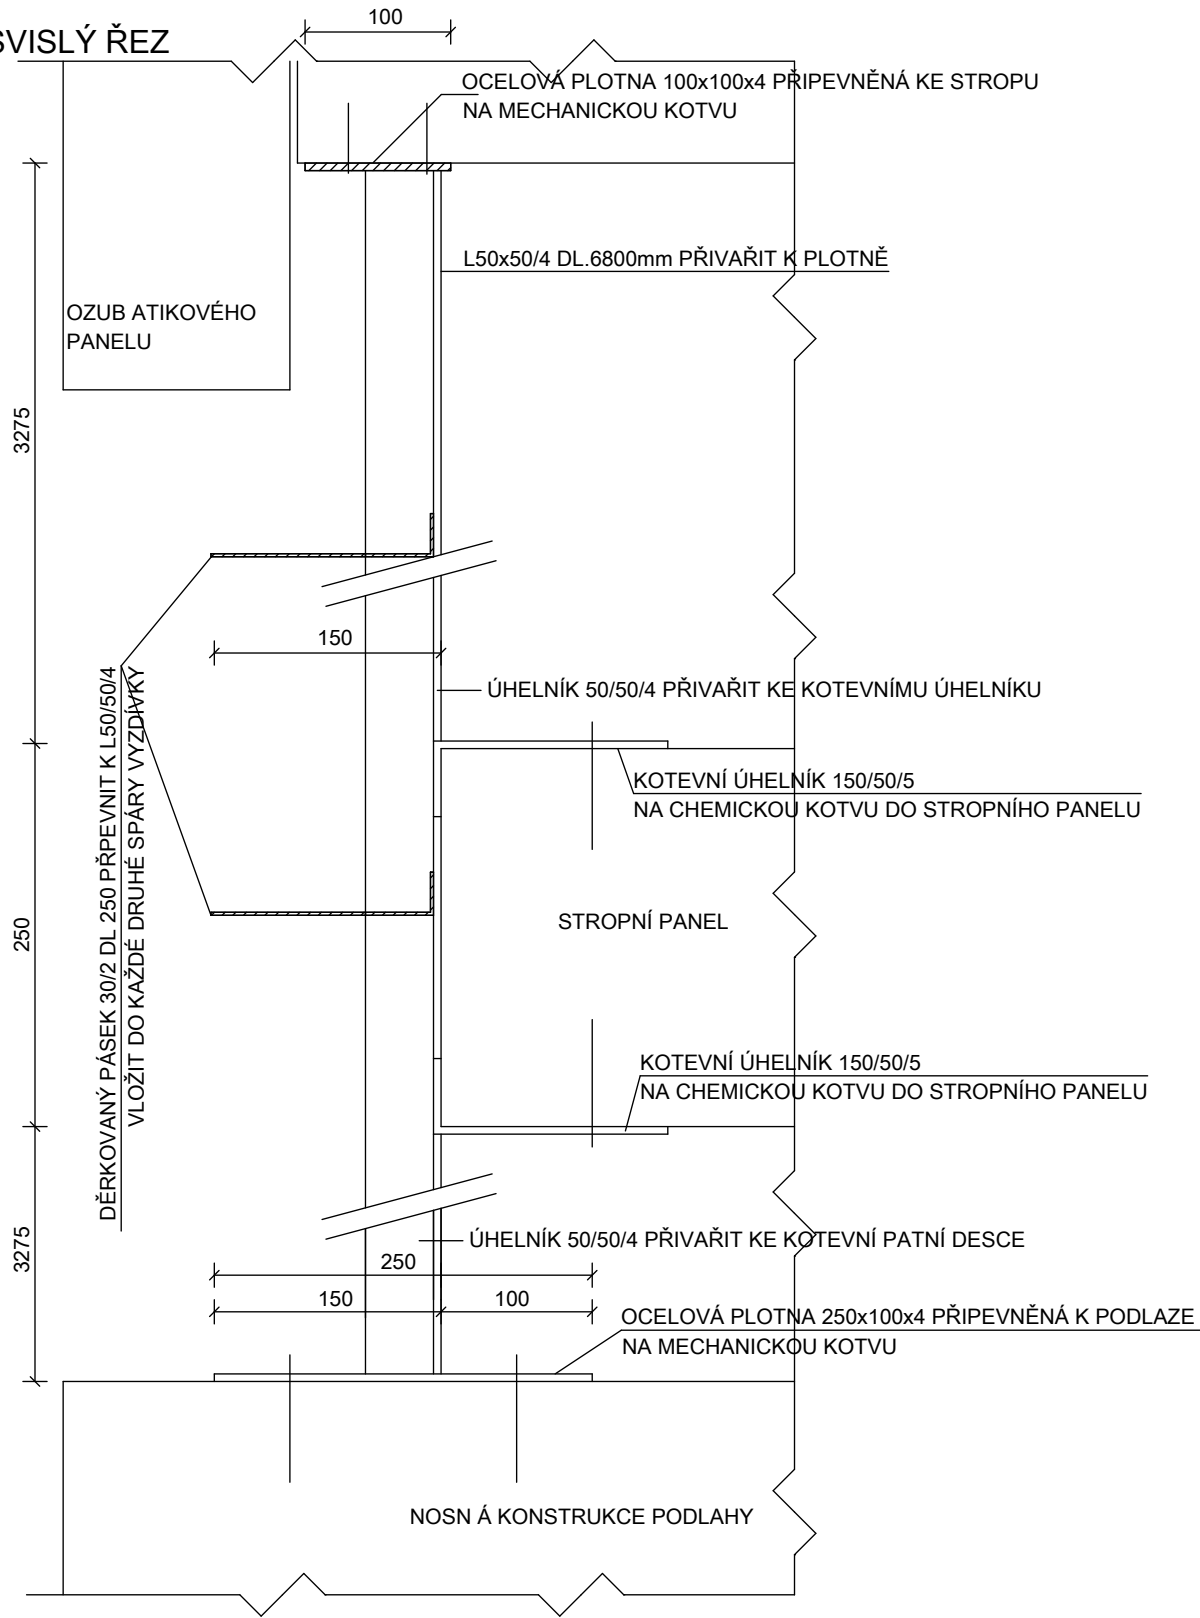 SVISLÝ ŘEZ
100
OCELOVÁ PLOTNA 100x100x4 PŘIPEVNĚNÁ KE STROPU
NA MECHANICKOU KOTVU
L50x50/4 DL.6800mm PŘIVAŘIT K PLOTNĚ
OZUB ATIKOVÉHO
PANELU
3275
150
ÚHELNÍK 50/50/4 PŘIVAŘIT KE KOTEVNÍMU ÚHELNÍKU
KOTEVNÍ ÚHELNÍK 150/50/5
NA CHEMICKOU KOTVU DO STROPNÍHO PANELU
DĚRKOVANÝ PÁSEK 30/2 DL 250 PŘPEVNIT K L50/50/4
VLOŽIT DO KAŽDÉ DRUHÉ SPÁRY VYZDÍVKY
250
STROPNÍ PANEL
KOTEVNÍ ÚHELNÍK 150/50/5
NA CHEMICKOU KOTVU DO STROPNÍHO PANELU
3275
ÚHELNÍK 50/50/4 PŘIVAŘIT KE KOTEVNÍ PATNÍ DESCE
250
150
100
OCELOVÁ PLOTNA 250x100x4 PŘIPEVNĚNÁ K PODLAZE
NA MECHANICKOU KOTVU
NOSN Á KONSTRUKCE PODLAHY